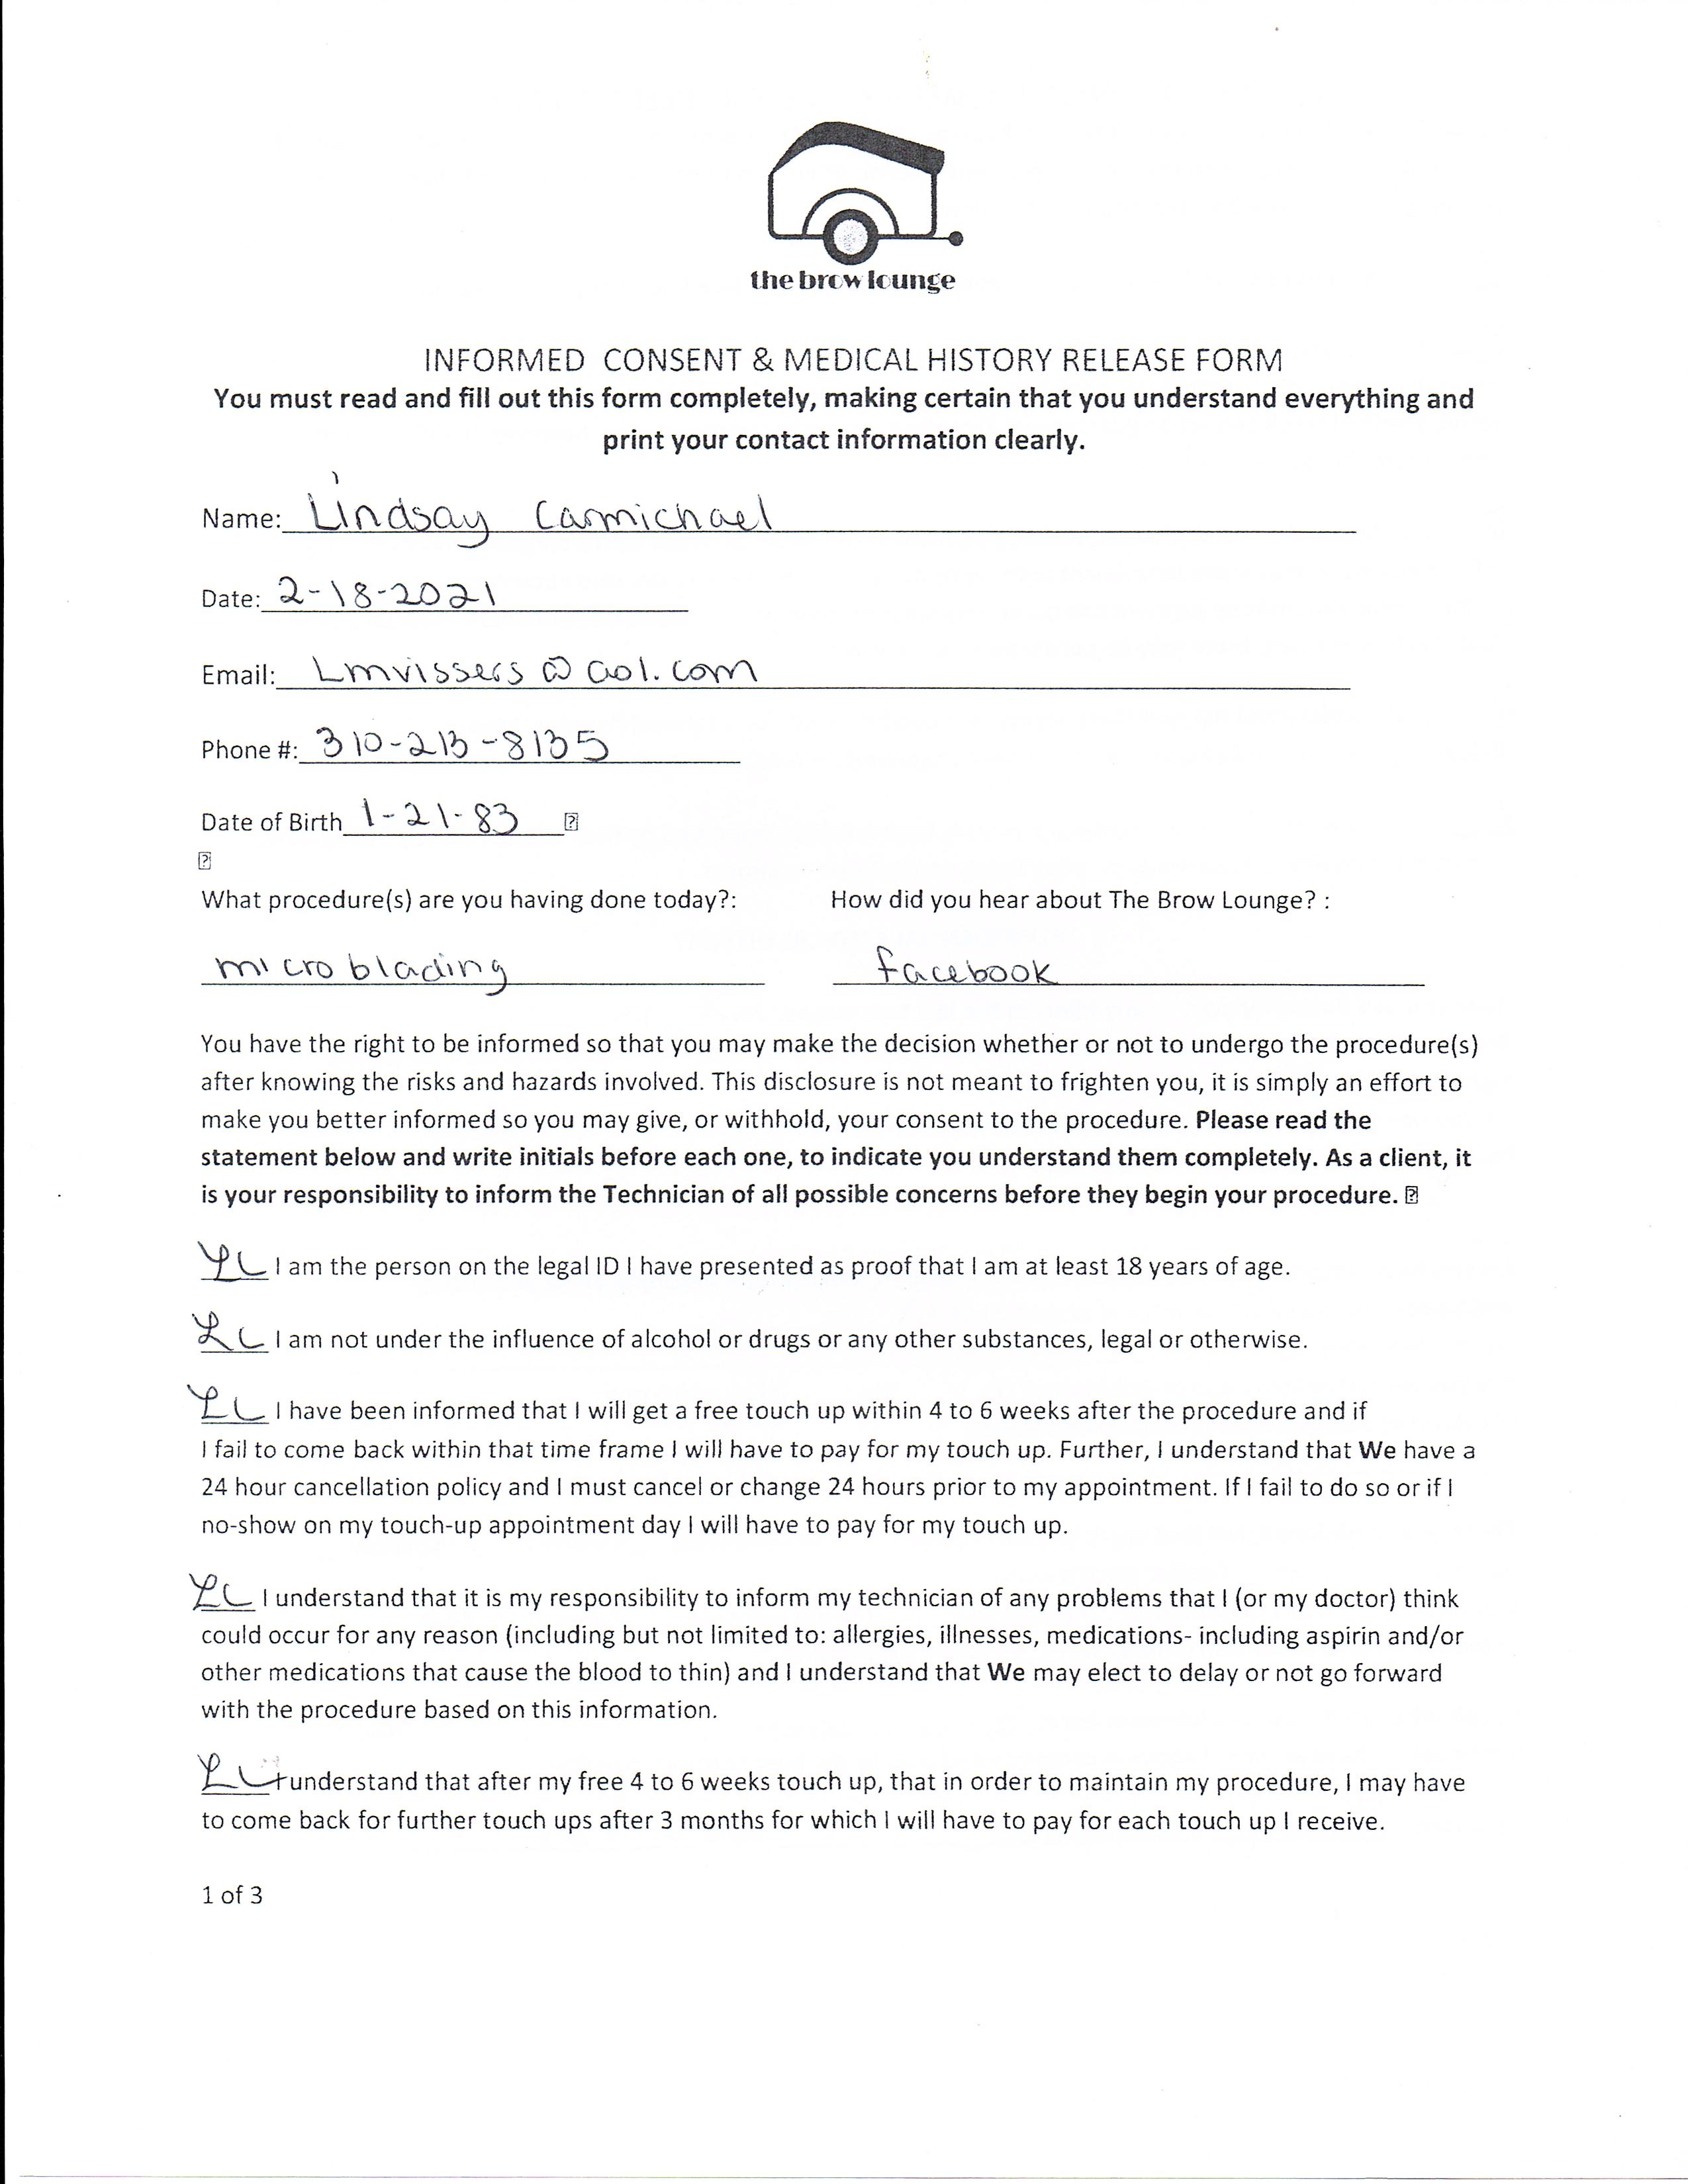 the brow lounge
INFORMED CONSENT & MEDICAL HISTORY RELEASE FORM
You must read and fill out this form completely, making certain that you understand everything and
print your contact information clearly.
Name: Lindsay Carmichael
Date: 2-18-2021
Email: Lmvissers@aol.com
Phone #: 310-213-8135
Date of Birth 1-21-83
What procedure(s) are you having done today?: How did you hear about The Brow Lounge? :
microblading facebook
You have the right to be informed so that you may make the decision whether or not to undergo the procedure(s)
after knowing the risks and hazards involved. This disclosure is not meant to frighten you, it is simply an effort to
make you better informed so you may give, or withhold, your consent to the procedure. Please read the
statement below and write initials before each one, to indicate you understand them completely. As a client, it
is your responsibility to inform the Technician of all possible concerns before they begin your procedure.
LC I am the person on the legal ID I have presented as proof that I am at least 18 years of age.
LC I am not under the influence of alcohol or drugs or any other substances, legal or otherwise.
LC I have been informed that I will get a free touch up within 4 to 6 weeks after the procedure and if
I fail to come back within that time frame I will have to pay for my touch up. Further, I understand that We have a
24 hour cancellation policy and I must cancel or change 24 hours prior to my appointment. If I fail to do so or if I
no-show on my touch-up appointment day I will have to pay for my touch up.
LC I understand that it is my responsibility to inform my technician of any problems that I (or my doctor) think
could occur for any reason (including but not limited to: allergies, illnesses, medications- including aspirin and/or
other medications that cause the blood to thin) and I understand that We may elect to delay or not go forward
with the procedure based on this information.
LC I understand that after my free 4 to 6 weeks touch up, that in order to maintain my procedure, I may have
to come back for further touch ups after 3 months for which I will have to pay for each touch up I receive.
1 of 3